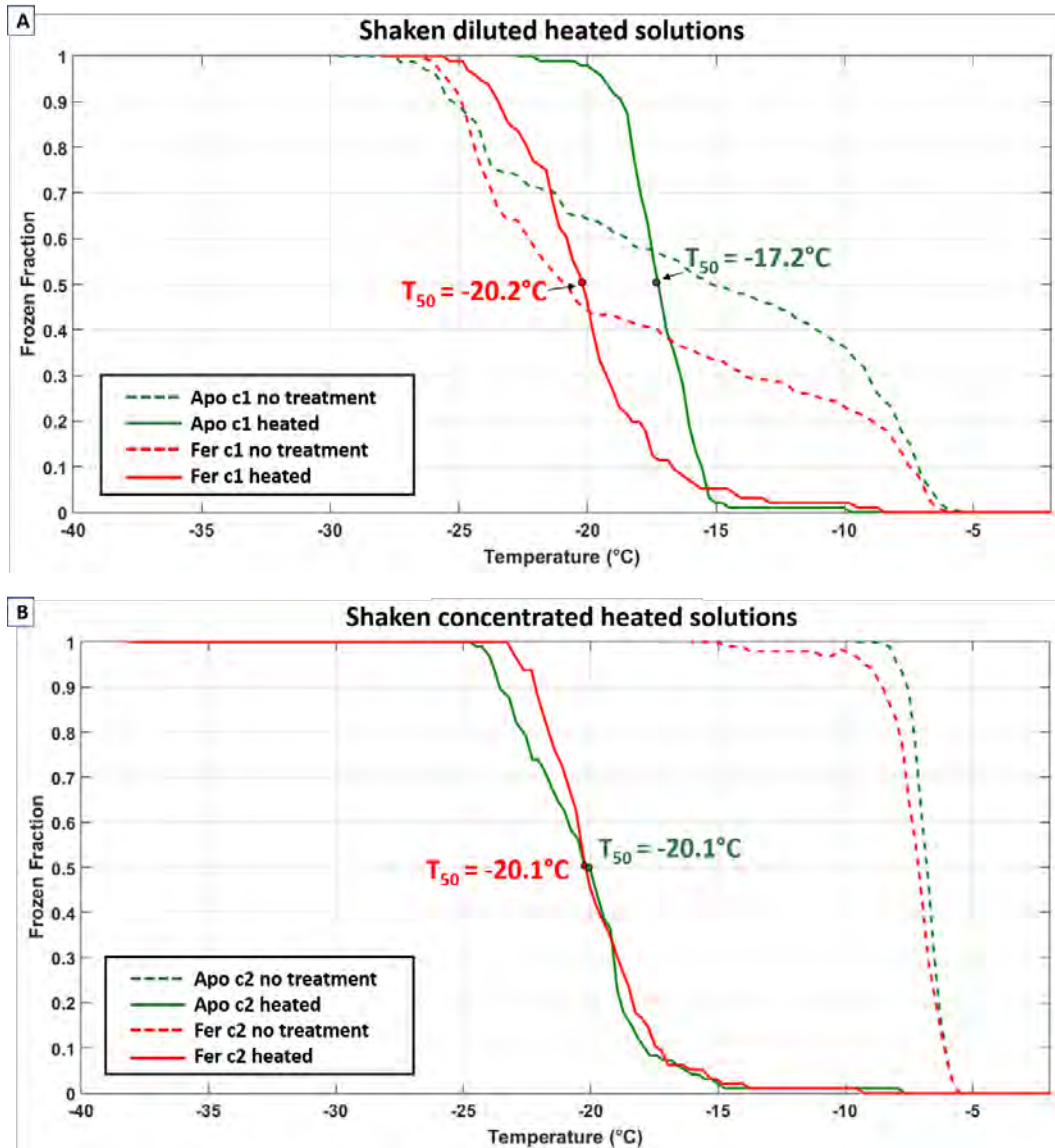 A
Shaken diluted heated solutions
1
0.9
0.8
0.7
0.6
0.5
0.4
0.3
0.2
0.1
0
Frozen Fraction
T50 = -17.2°C
T50 = -20.2°C
Apo c1 no treatment
Apo c1 heated
Fer c1 no treatment
Fer c1 heated
-40 -35 -30 -25 -20 -15 -10 -5
Temperature (°C)
B
Shaken concentrated heated solutions
1
0.9
0.8
0.7
0.6
0.5
0.4
0.3
0.2
0.1
0
Frozen Fraction
T50 = -20.1°C
T50 = -20.1°C
Apo c2 no treatment
Apo c2 heated
Fer c2 no treatment
Fer c2 heated
-40 -35 -30 -25 -20 -15 -10 -5
Temperature (°C)